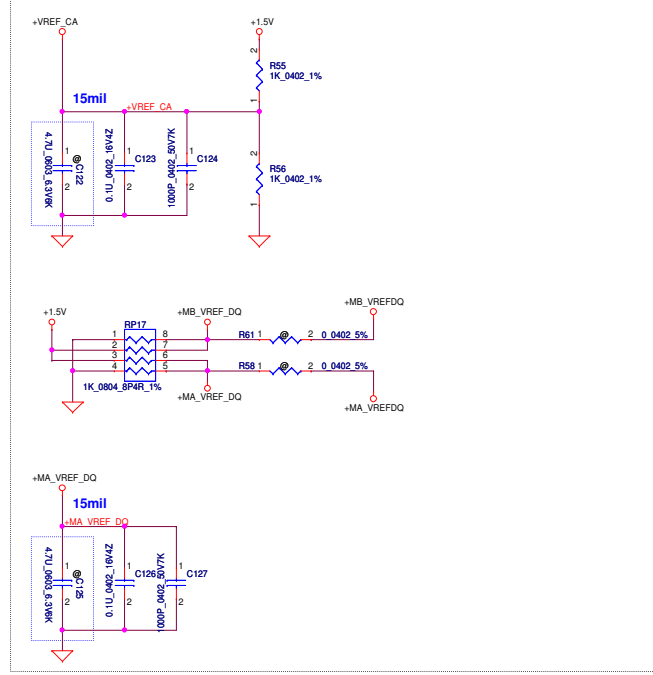 +VREF_CA
+1.5V
2
R55
1K_0402_1%
1
15mil
+VREF_CA
4.7U_0603_6.3V6K
1
@
C122
2
0.1U_0402_16V4Z
1
C123
2
1000P_0402_50V7K
1
C124
2
2
R56
1K_0402_1%
1
+1.5V
RP17
1
2
3
4
8
7
6
5
1K_0804_8P4R_1%
+MB_VREF_DQ
+MA_VREF_DQ
R61 1 @ 2 0_0402_5%
+MB_VREFDQ
R58 1 @ 2 0_0402_5%
+MA_VREFDQ
+MA_VREF_DQ
15mil
+MA_VREF_DQ
4.7U_0603_6.3V6K
1
@
C125
2
0.1U_0402_16V4Z
1
C126
2
1000P_0402_50V7K
1
C127
2